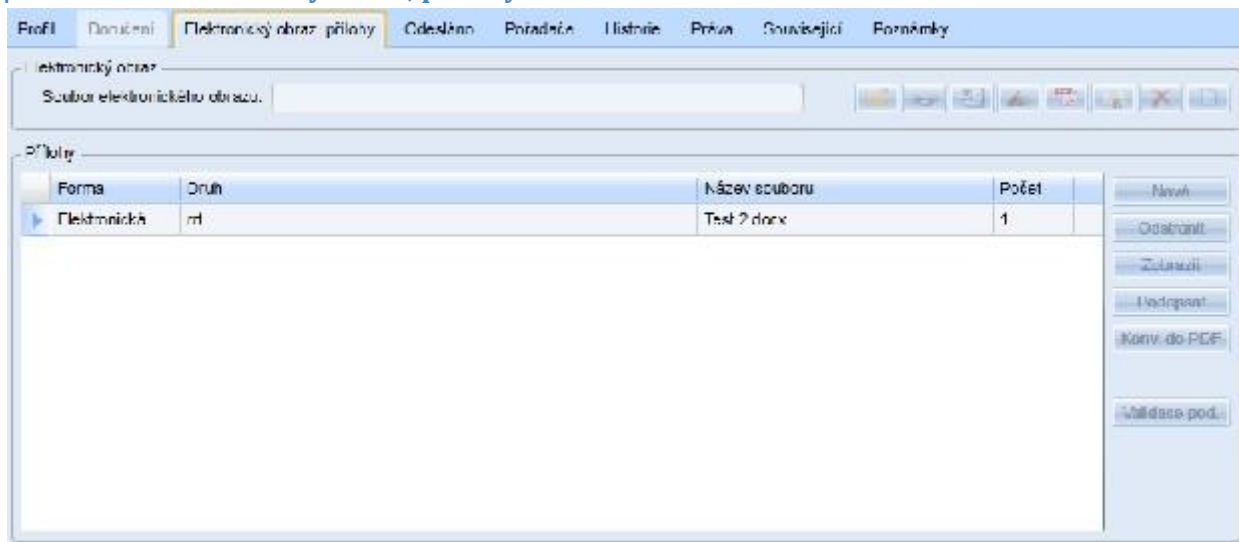 Profil Doručení Elektronický obraz, přílohy Odesláno Pořadače Historie Práva Související Poznámky
Elektronický obraz
Soubor elektronického obrazu:
Přílohy
Forma Druh Název souboru Počet
Elektronická Test 2.docx 1
Nová
Odstranit
Zobrazit
Podepsat
Konv. do PDF
Validace pod.